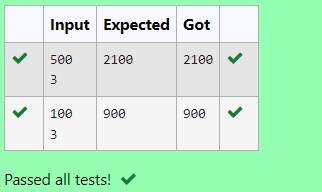 Input Expected Got
500 2100 2100
3
100 900 900
3
Passed all tests!